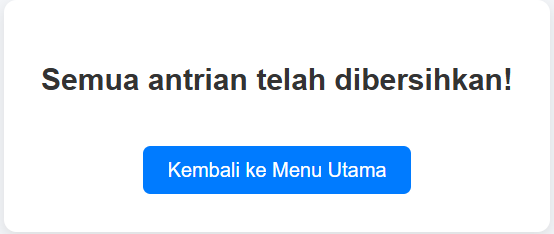 Semua antrian telah dibersihkan!
Kembali ke Menu Utama